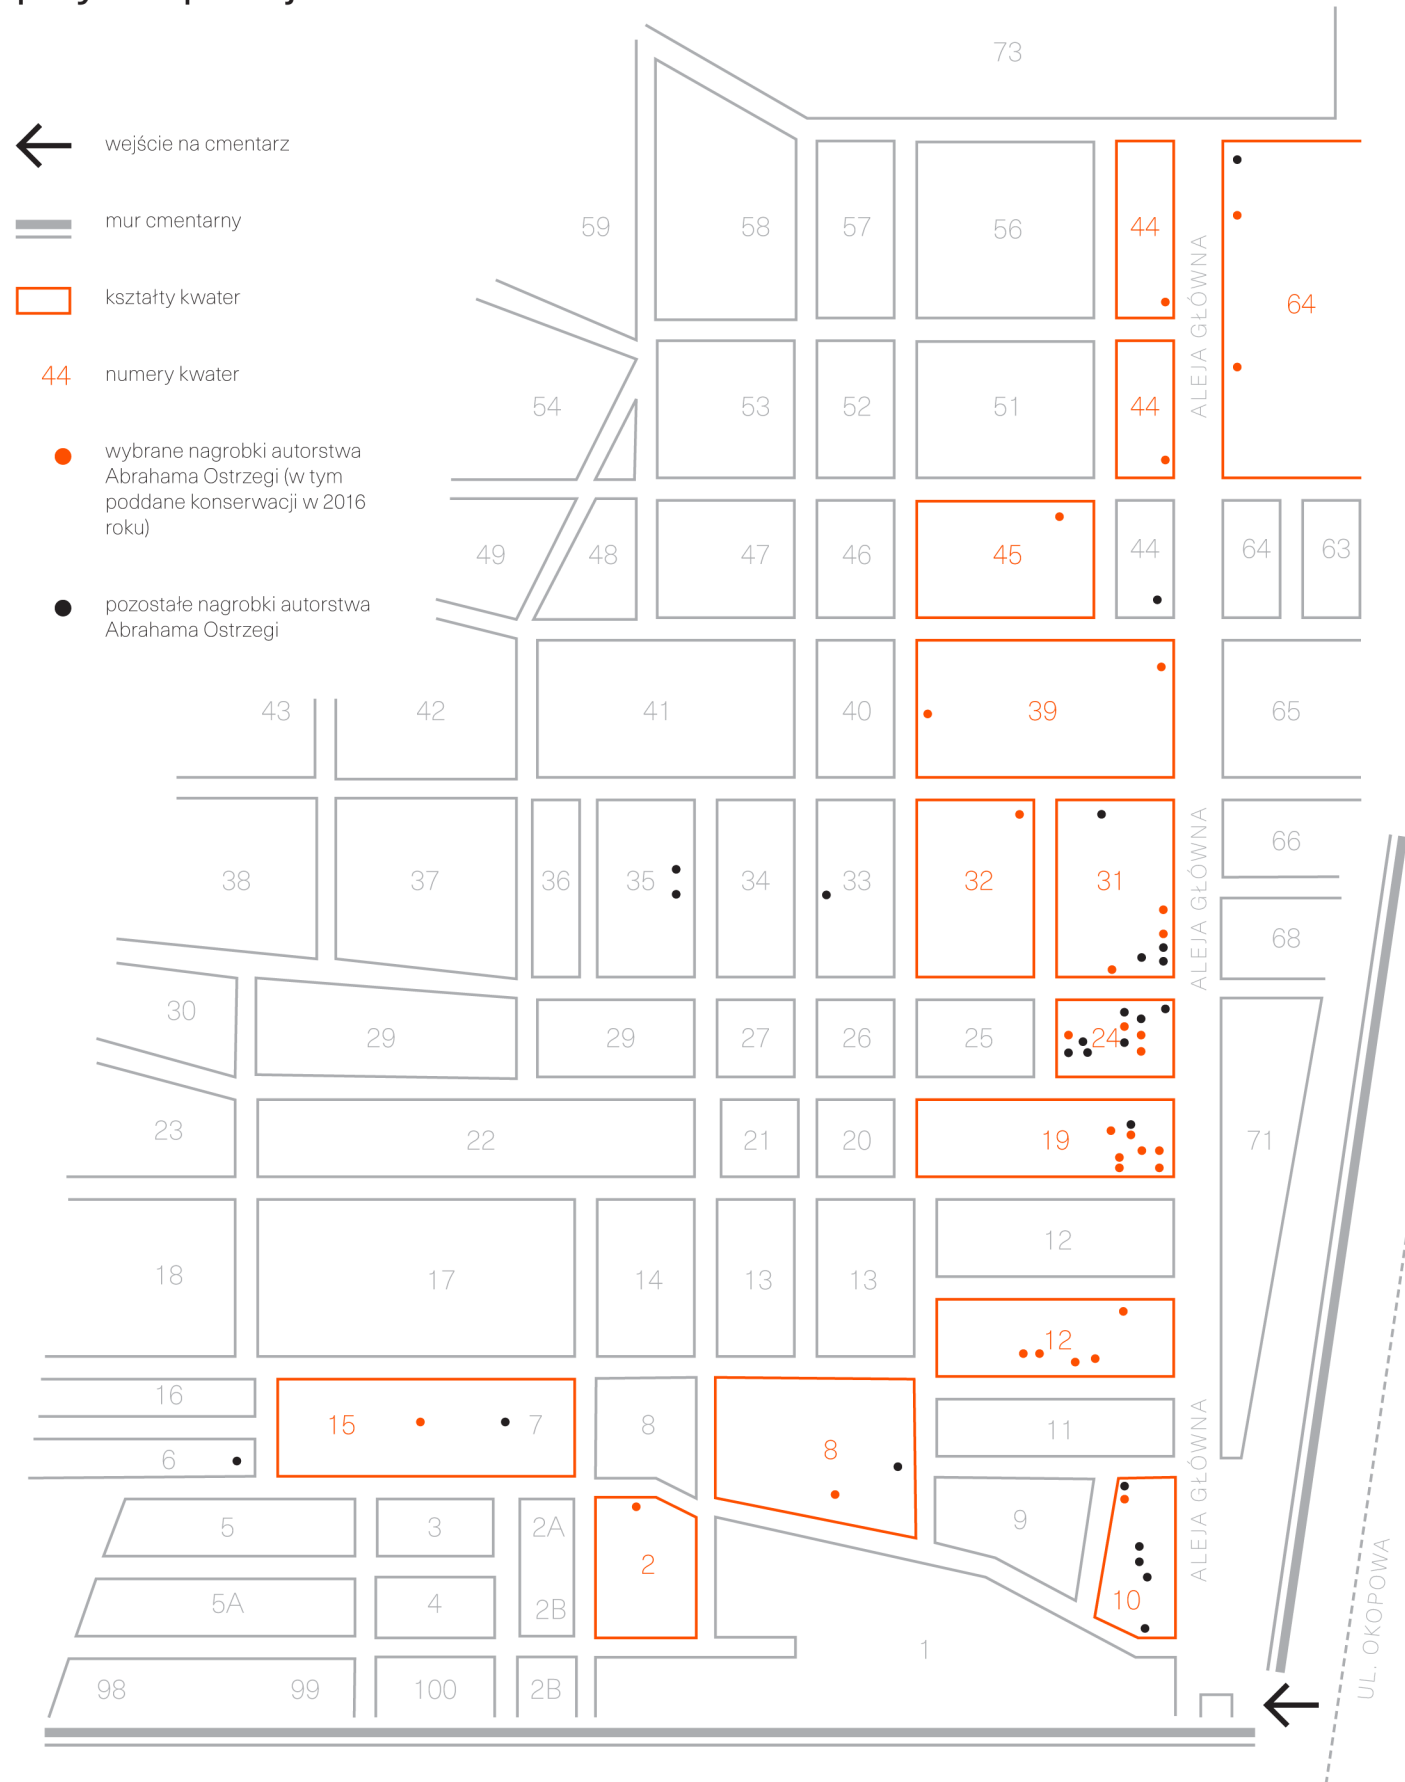 73
wejście na cmentarz
mur cmentarny
kształty kwater
44 numery kwater
wybrane nagrobki autorstwa
Abrahama Ostrzegi (w tym
poddane konserwacji w 2016
roku)
pozostałe nagrobki autorstwa
Abrahama Ostrzegi
59 58 57 56 44
64
ALEJA GŁÓWNA
54 53 52 51 44
49 48 47 46 45 44 64 63
43 42 41 40 39 65
66
38 37 36 35 34 33 32 31
ALEJA GŁÓWNA
68
30
29 29 27 26 25 24
23 22 21 20 19 71
12
18 17 14 13 13
12
16
15 7 8 8 11
6
ALEJA GŁÓWNA
5 3 2A 9
2
5A 4 2B 10
UL. OKOPOWA
1
98 99 100 2B